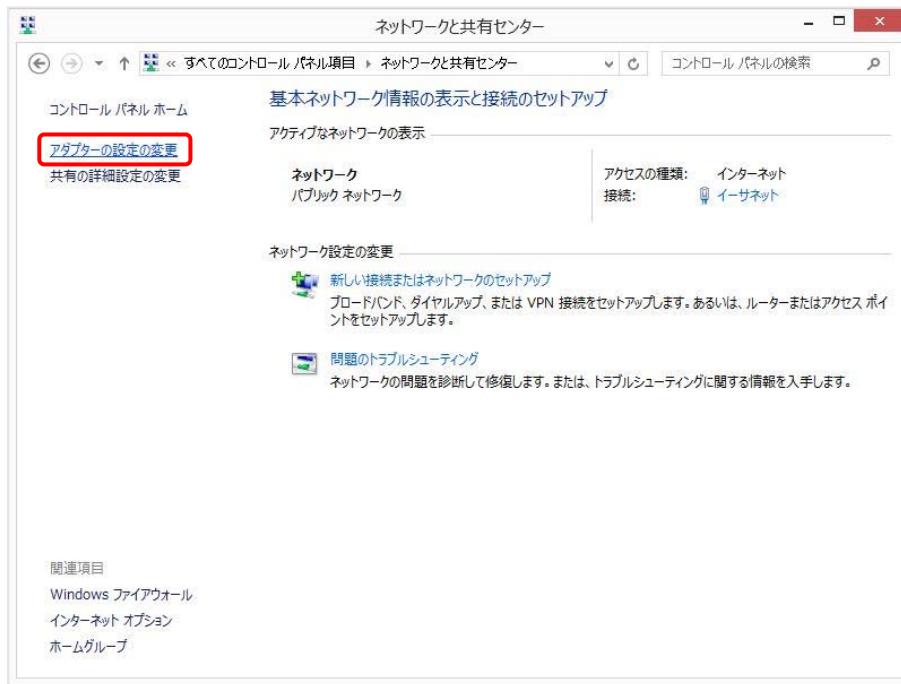 ネットワークと共有センター
« すべてのコントロール パネル項目 ネットワークと共有センター
コントロール パネルの検索
コントロール パネル ホーム
アダプターの設定の変更
共有の詳細設定の変更
基本ネットワーク情報の表示と接続のセットアップ
アクティブなネットワークの表示
ネットワーク
パブリック ネットワーク
アクセスの種類: インターネット
接続: イーサネット
ネットワーク設定の変更
新しい接続またはネットワークのセットアップ
ブロードバンド、ダイヤルアップ、または VPN 接続をセットアップします。あるいは、ルーターまたはアクセス ポイ
ントをセットアップします。
問題のトラブルシューティング
ネットワークの問題を診断して修復します。または、トラブルシューティングに関する情報を入手します。
関連項目
Windows ファイアウォール
インターネット オプション
ホームグループ